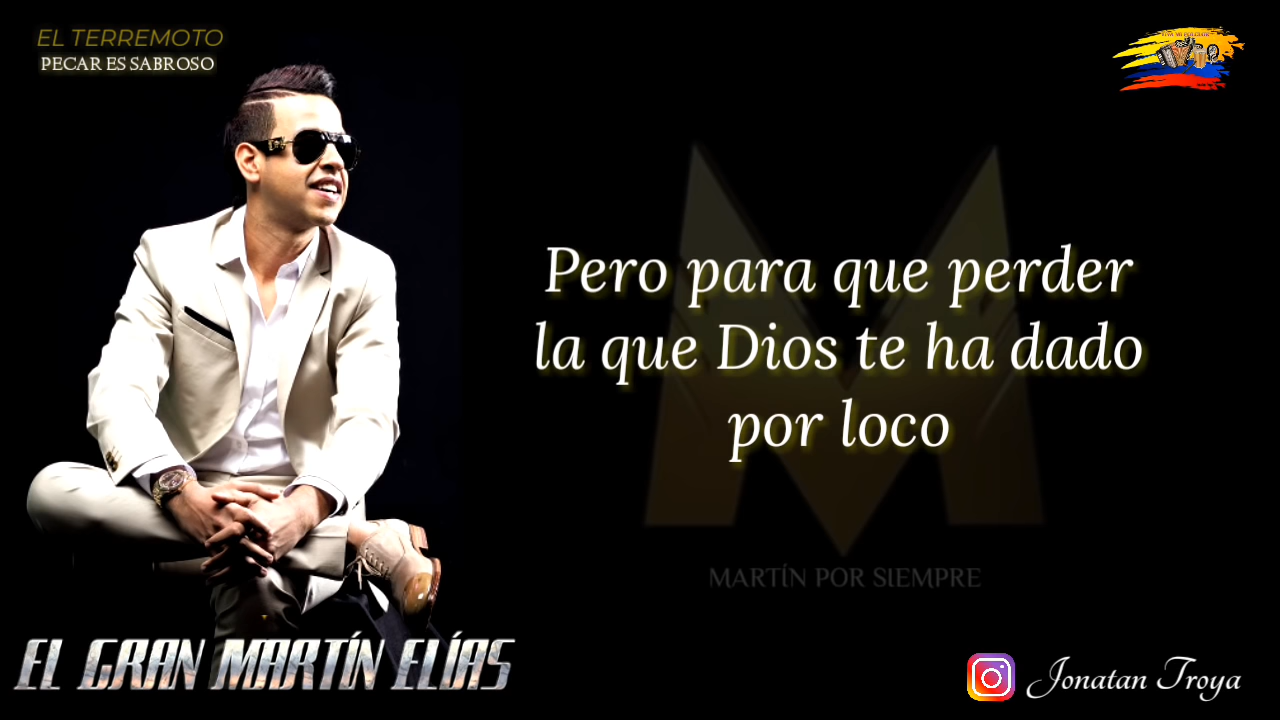 EL TERREMOTO
PECAR ES SABROSO
Pero para que perder
la que Dios te ha dado
por loco
MARTÍN POR SIEMPRE
EL GRAN MARTÍN ELÍAS
Jonatan Troya